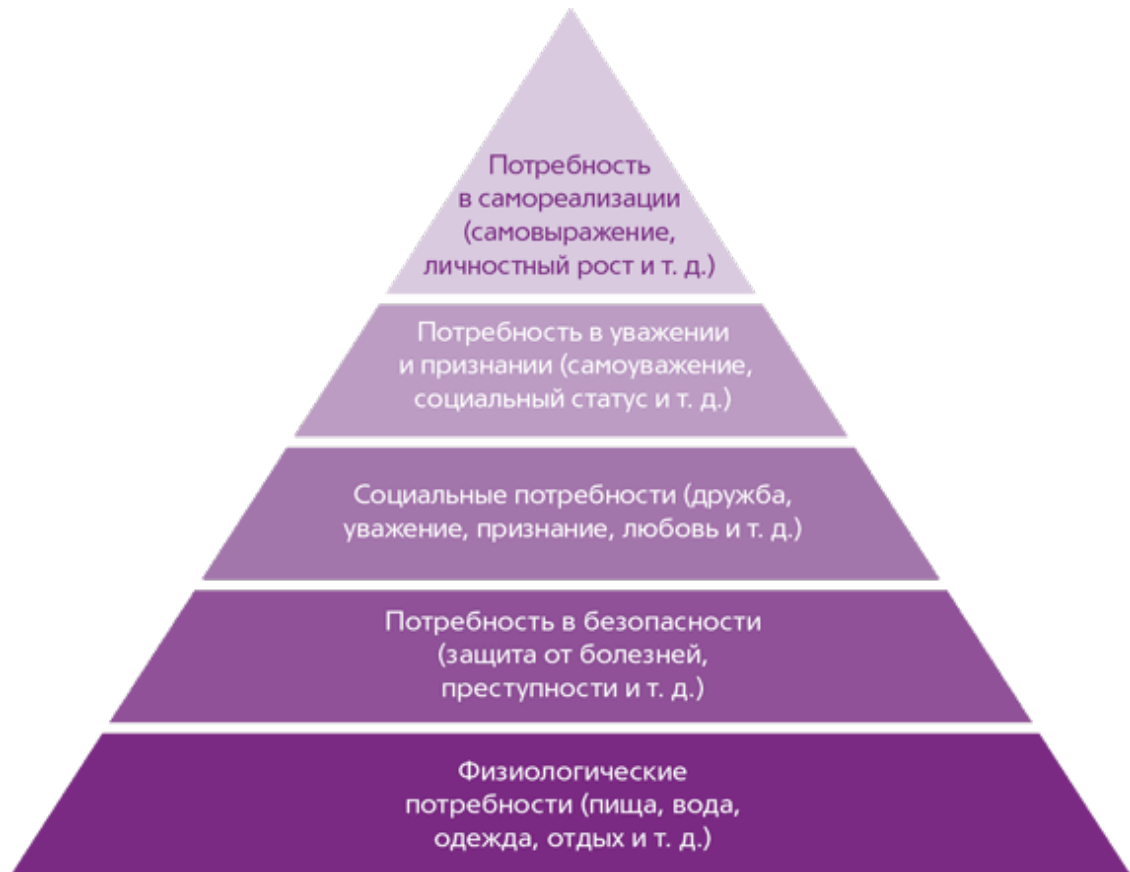 Потребность
в самореализации
(самовыражение,
личностный рост и т. д.)
Потребность в уважении
и признании (самоуважение,
социальный статус и т. д.)
Социальные потребности (дружба,
уважение, признание, любовь и т. д.)
Потребность в безопасности
(защита от болезней,
преступности и т. д.)
Физиологические
потребности (пища, вода,
одежда, отдых и т. д.)